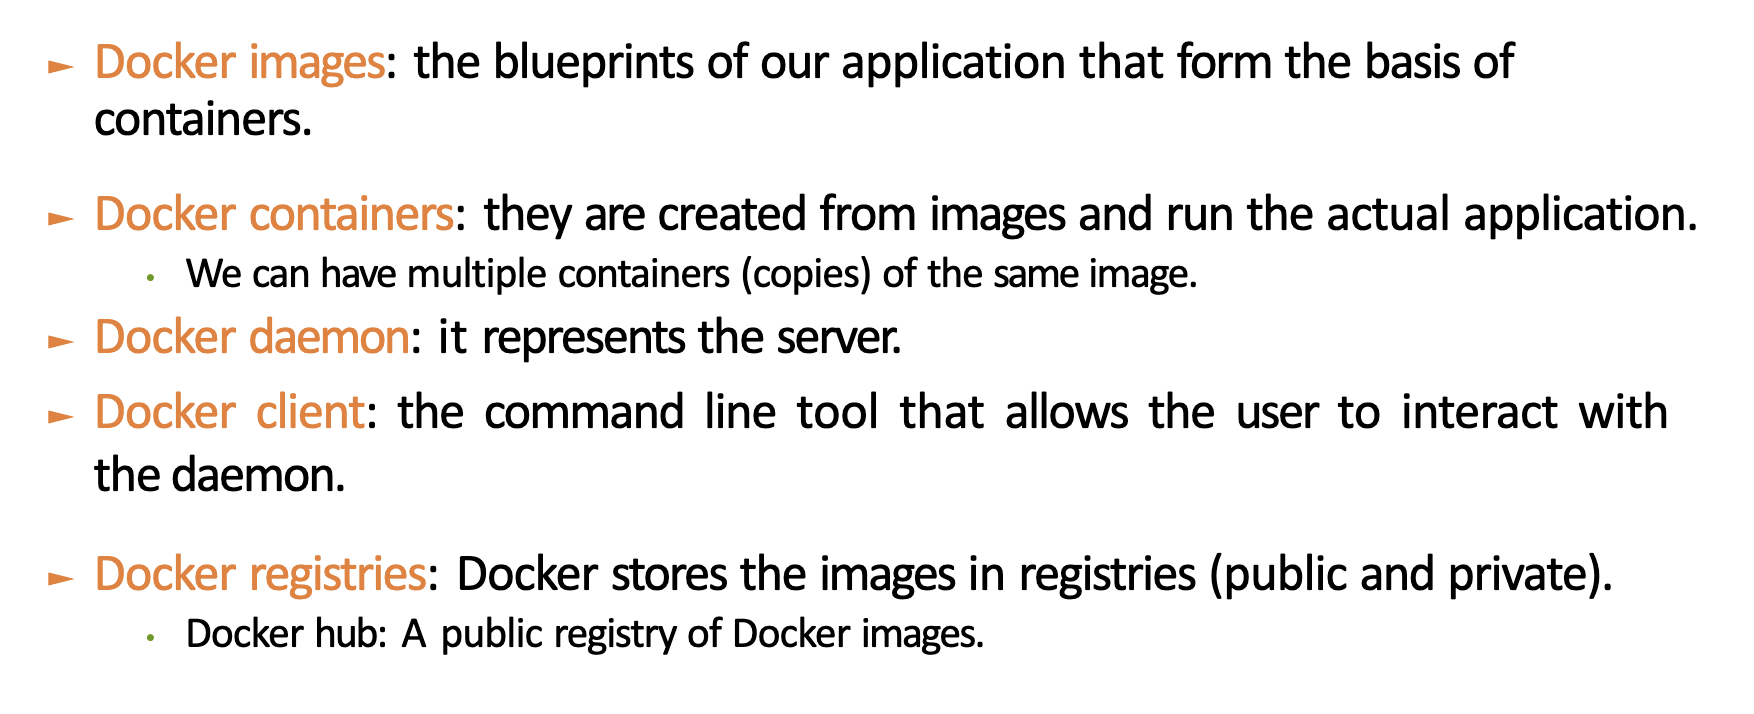 ► Docker images: the blueprints of our application that form the basis of
containers.
► Docker containers: they are created from images and run the actual application.
• We can have multiple containers (copies) of the same image.
► Docker daemon: it represents the server.
► Docker client: the command line tool that allows the user to interact with
the daemon.
► Docker registries: Docker stores the images in registries (public and private).
• Docker hub: A public registry of Docker images.